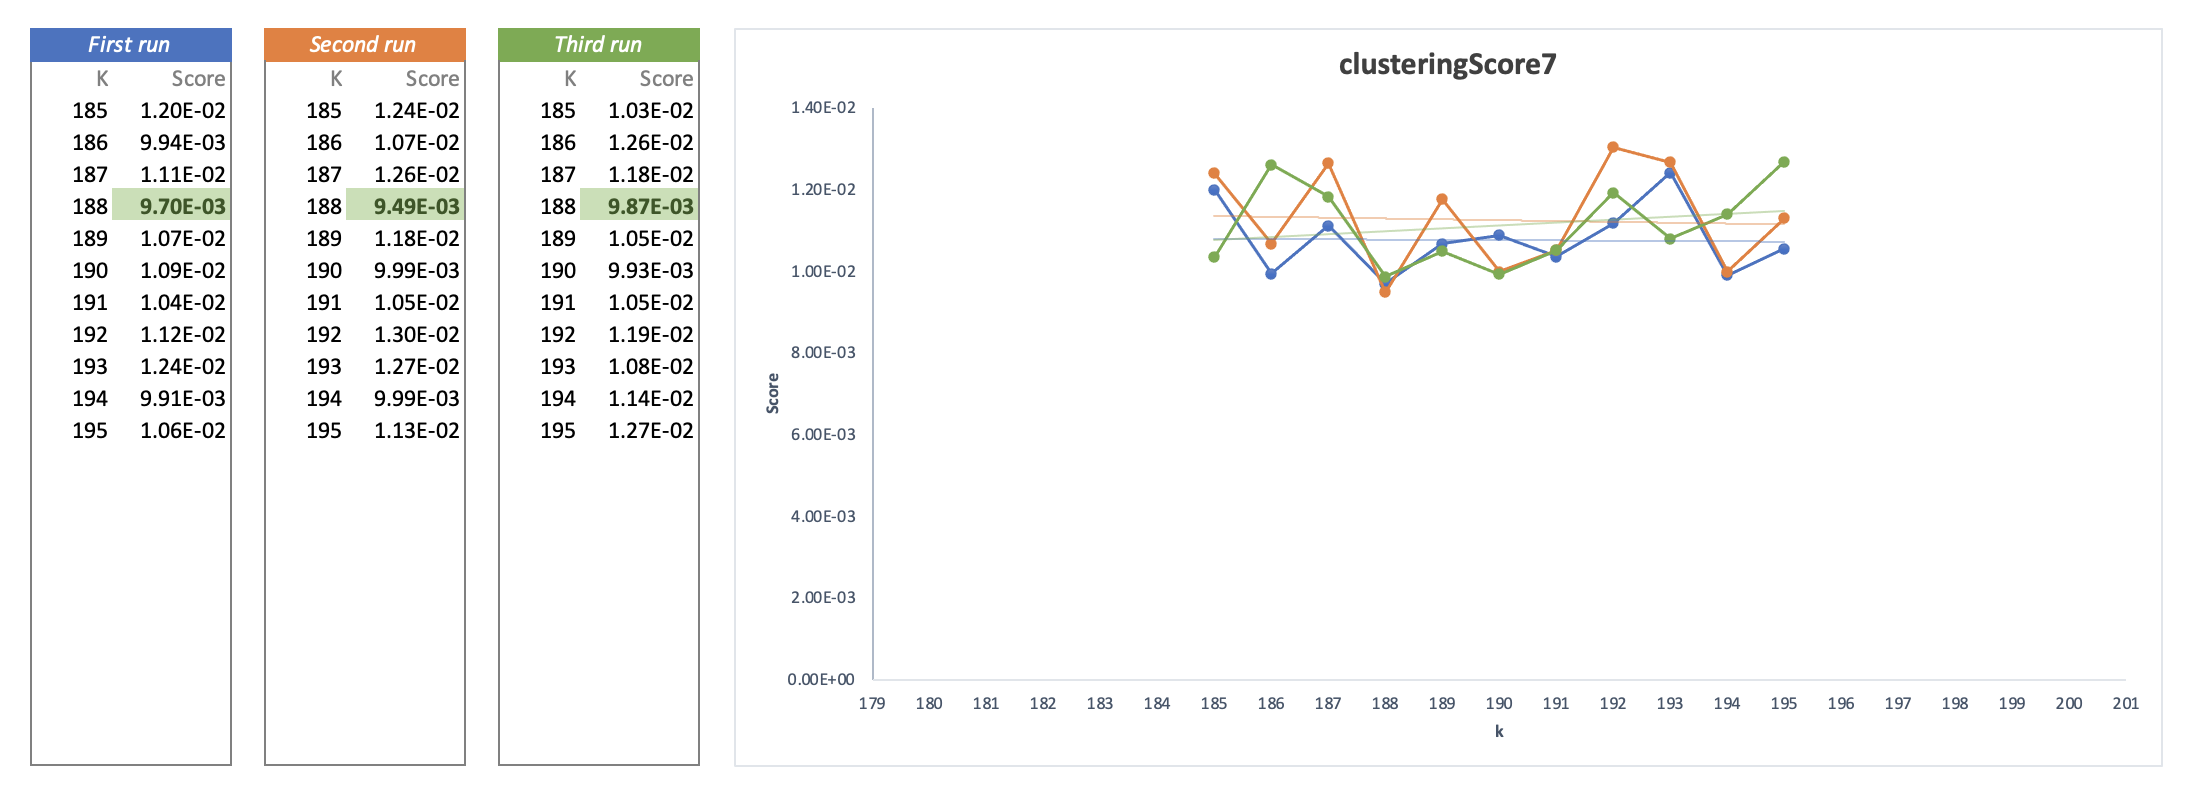 First run
K Score
185 1.20E-02
186 9.94E-03
187 1.11E-02
188 9.70E-03
189 1.07E-02
190 1.09E-02
191 1.04E-02
192 1.12E-02
193 1.24E-02
194 9.91E-03
195 1.06E-02
Second run
K Score
185 1.24E-02
186 1.07E-02
187 1.26E-02
188 9.49E-03
189 1.18E-02
190 9.99E-03
191 1.05E-02
192 1.30E-02
193 1.27E-02
194 9.99E-03
195 1.13E-02
Third run
K Score
185 1.03E-02
186 1.26E-02
187 1.18E-02
188 9.87E-03
189 1.05E-02
190 9.93E-03
191 1.05E-02
192 1.19E-02
193 1.08E-02
194 1.14E-02
195 1.27E-02
clusteringScore7
1.40E-02
1.20E-02
1.00E-02
8.00E-03
6.00E-03
4.00E-03
2.00E-03
0.00E+00
Score
179 180 181 182 183 184 185 186 187 188 189 190 191 192 193 194 195 196 197 198 199 200 201
k